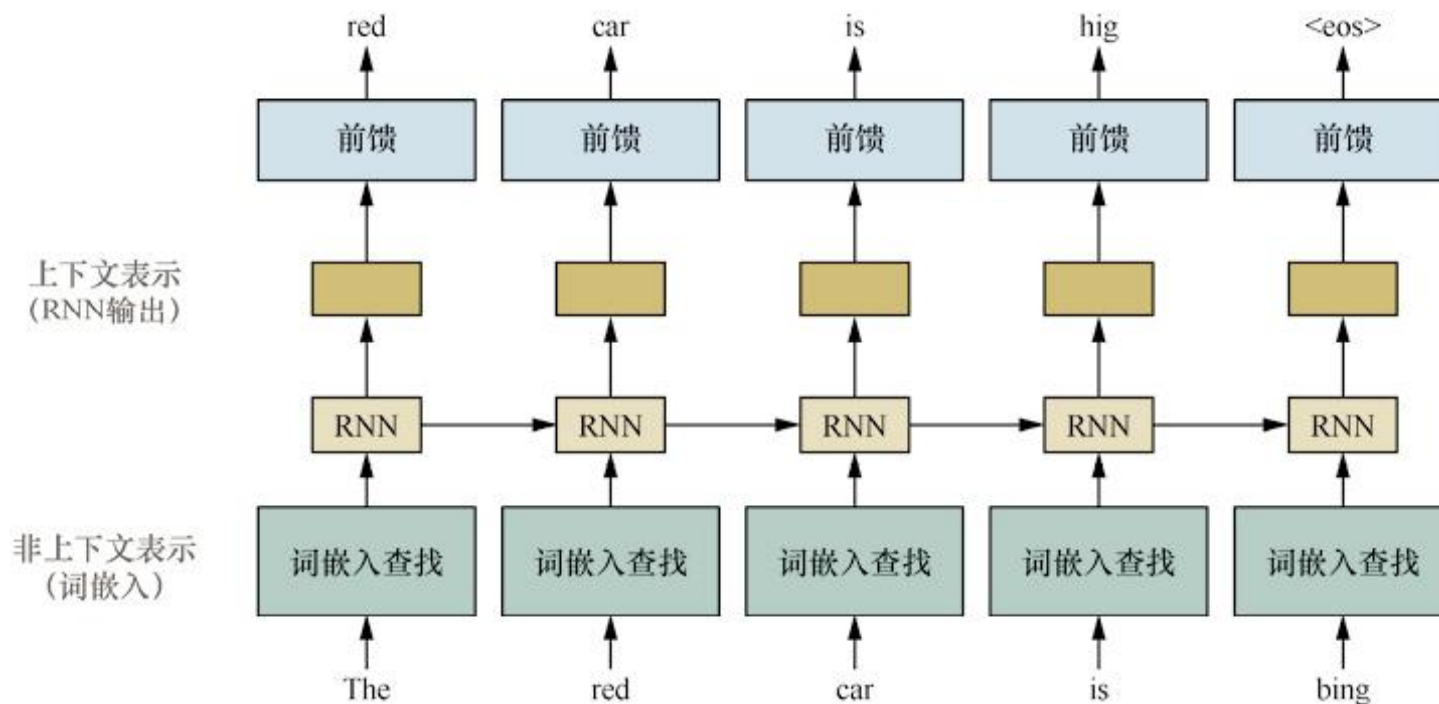 red car is hig <eos>
前馈 前馈 前馈 前馈 前馈
上下文表示
(RNN输出)
RNN RNN RNN RNN RNN
非上下文表示
(词嵌入)
词嵌入查找 词嵌入查找 词嵌入查找 词嵌入查找 词嵌入查找
The red car is bing